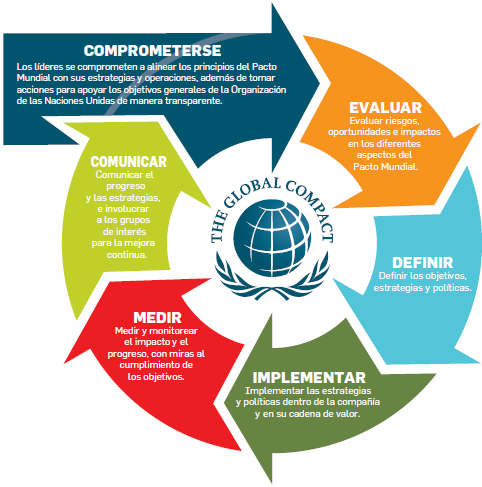 COMPROMETERSE
Los líderes se comprometen a alinear los principios del Pacto
Mundial con sus estrategias y operaciones, además de tomar
acciones para apoyar los objetivos generales de la Organización
de las Naciones Unidas de manera transparente.
EVALUAR
Evaluar riesgos,
oportunidades e impactos
en los diferentes
aspectos del
Pacto Mundial.
DEFINIR
Definir los objetivos,
estrategias y políticas.
IMPLEMENTAR
Implementar las estrategias
y políticas dentro de la compañía
y en su cadena de valor.
MEDIR
Medir y monitorear
el impacto y el
progreso, con miras al
cumplimiento de
los objetivos.
COMUNICAR
Comunicar el
progreso
y las estrategias,
e involucrar
a los grupos
de interés
para la mejora
continua.
THE GLOBAL COMPACT